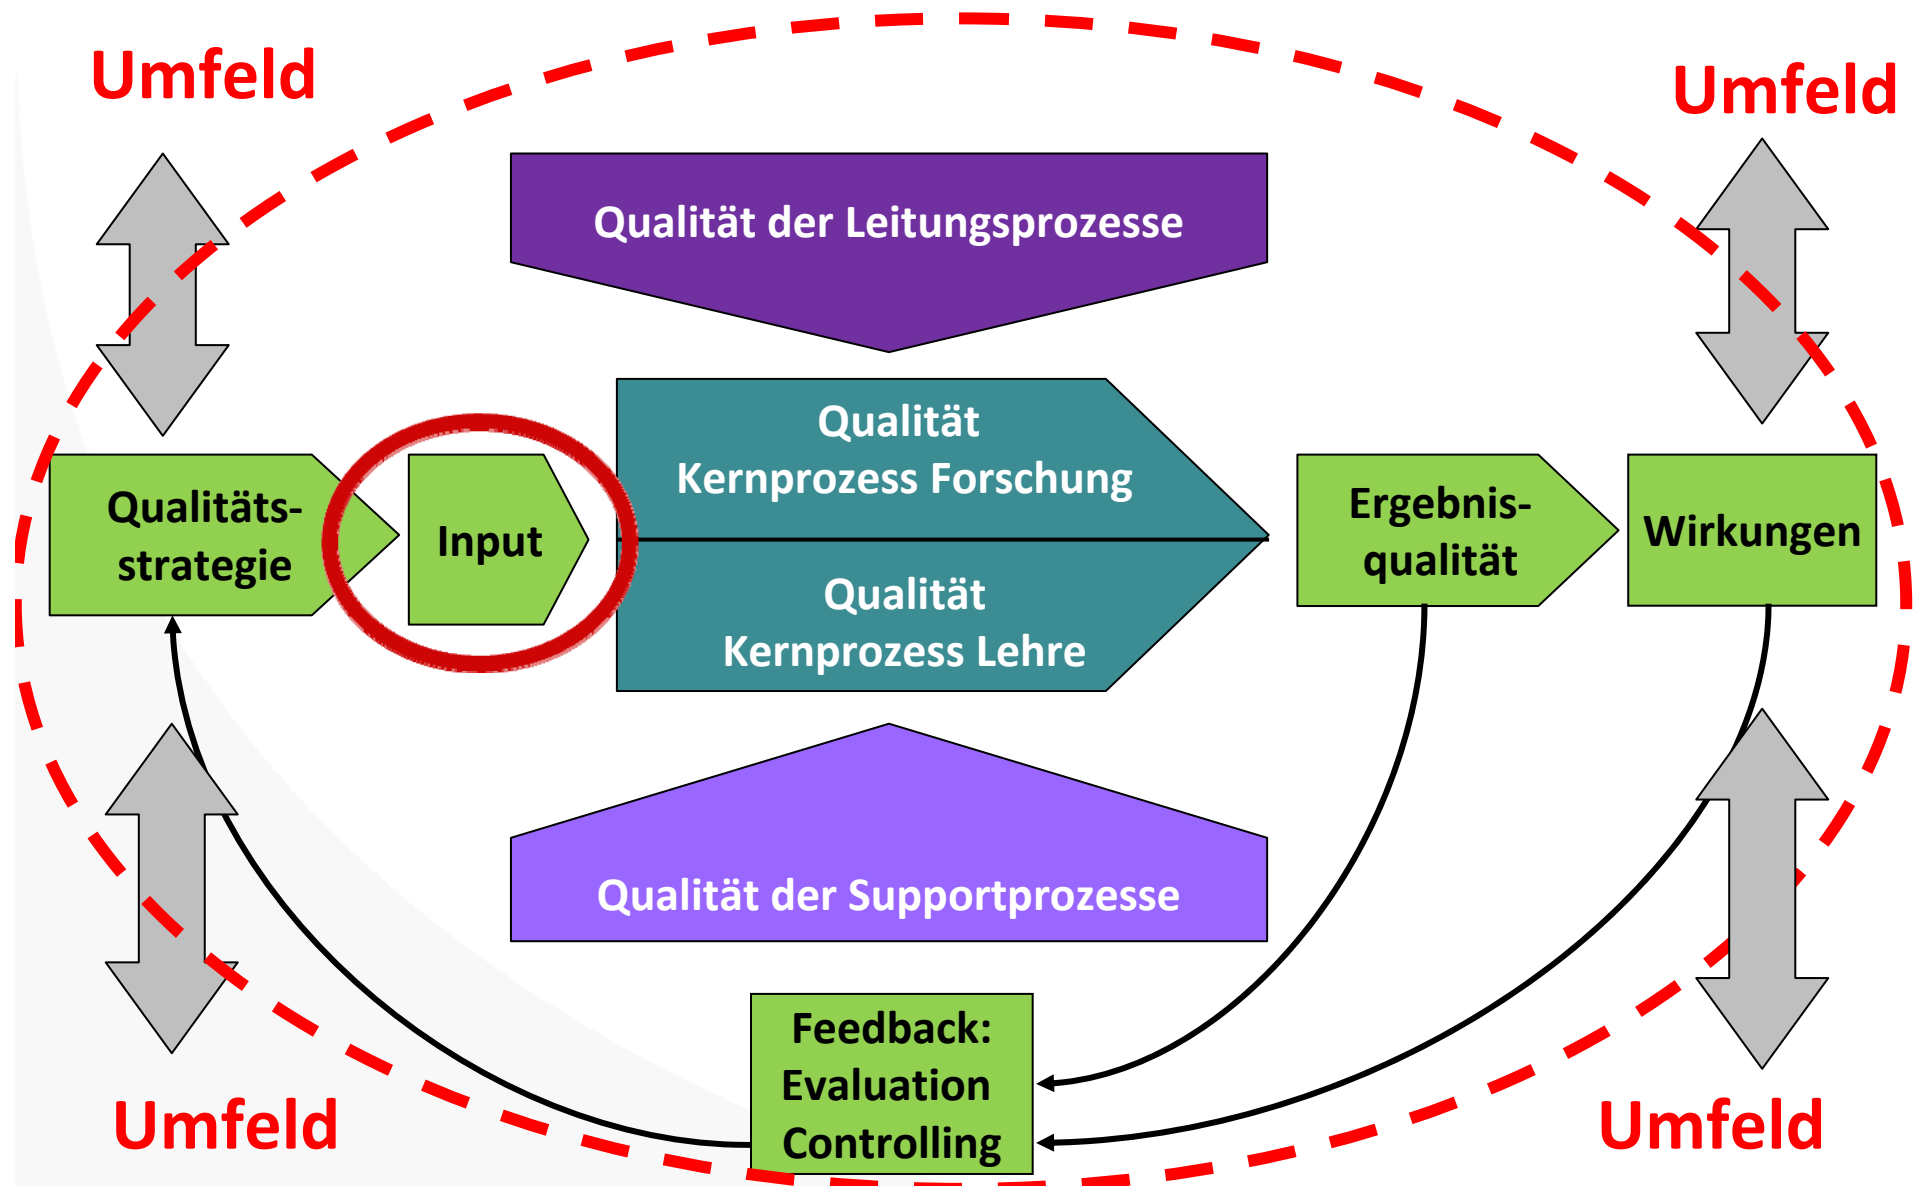 Umfeld
Umfeld
Qualität der Leitungsprozesse
Qualität
Kernprozess Forschung
Qualitäts-
strategie
Input
Ergebnis-
qualität
Wirkungen
Qualität
Kernprozess Lehre
Qualität der Supportprozesse
Feedback:
Evaluation
Controlling
Umfeld
Umfeld